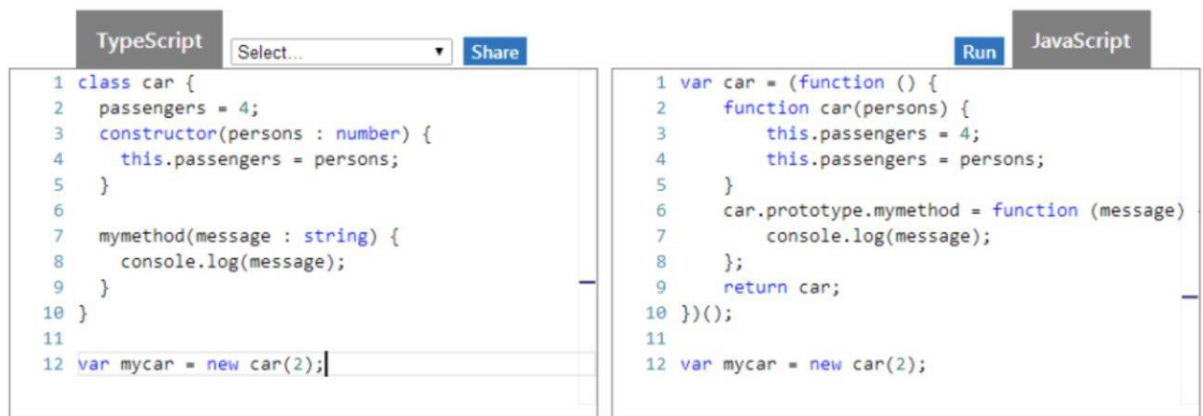 TypeScript
Select...
Share
1 class car {
2   passengers = 4;
3   constructor(persons : number) {
4     this.passengers = persons;
5   }
6
7   mymethod(message : string) {
8     console.log(message);
9   }
10 }
11
12 var mycar = new car(2);
Run
JavaScript
1 var car = (function () {
2     function car(persons) {
3         this.passengers = 4;
4         this.passengers = persons;
5     }
6     car.prototype.mymethod = function (message)
7         console.log(message);
8     };
9     return car;
10 })();
11
12 var mycar = new car(2);